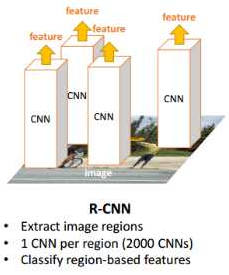 feature
feature
feature
feature
CNN
CNN
CNN
CNN
image
R-CNN
• Extract image regions
• 1 CNN per region (2000 CNNs)
• Classify region-based features